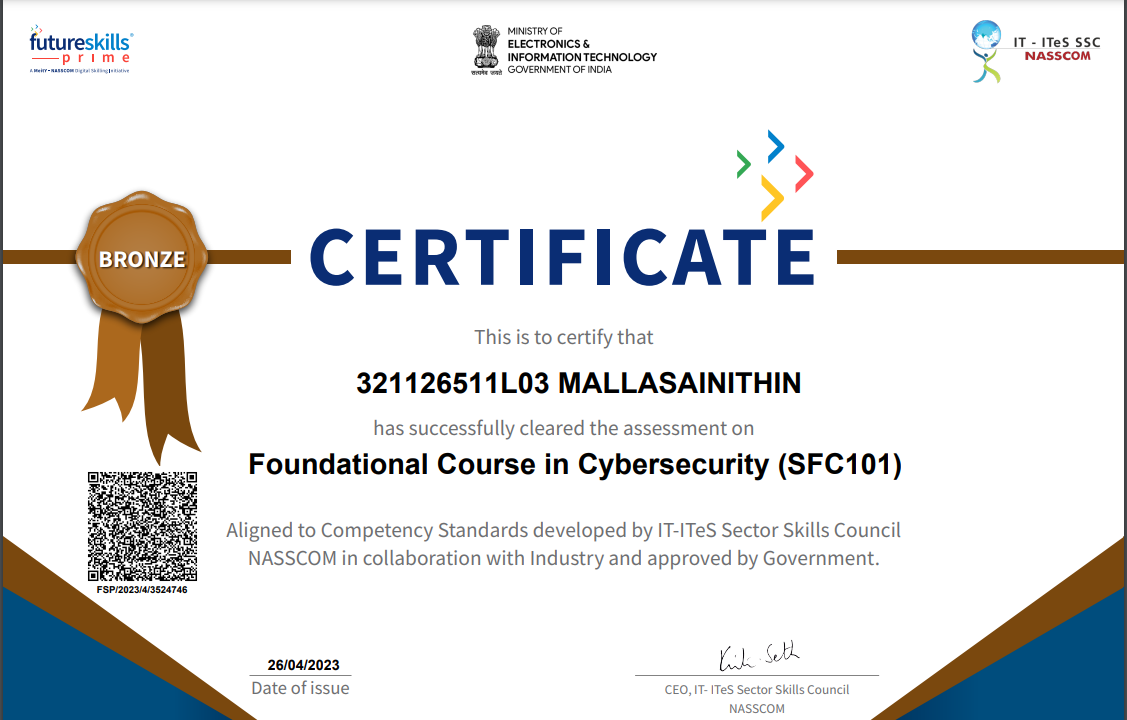 futureskills
prime
A MeitY - NASSCOM Digital Skilling Initiative
MINISTRY OF
ELECTRONICS &
INFORMATION TECHNOLOGY
GOVERNMENT OF INDIA
सत्यमेव जयते
IT - ITeS SSC
NASSCOM
BRONZE
CERTIFICATE
This is to certify that
321126511L03 MALLASAINITHIN
has successfully cleared the assessment on
Foundational Course in Cybersecurity (SFC101)
Aligned to Competency Standards developed by IT-ITeS Sector Skills Council
NASSCOM in collaboration with Industry and approved by Government.
FSP/2023/4/3524746
26/04/2023
Date of issue
CEO, IT- ITeS Sector Skills Council
NASSCOM